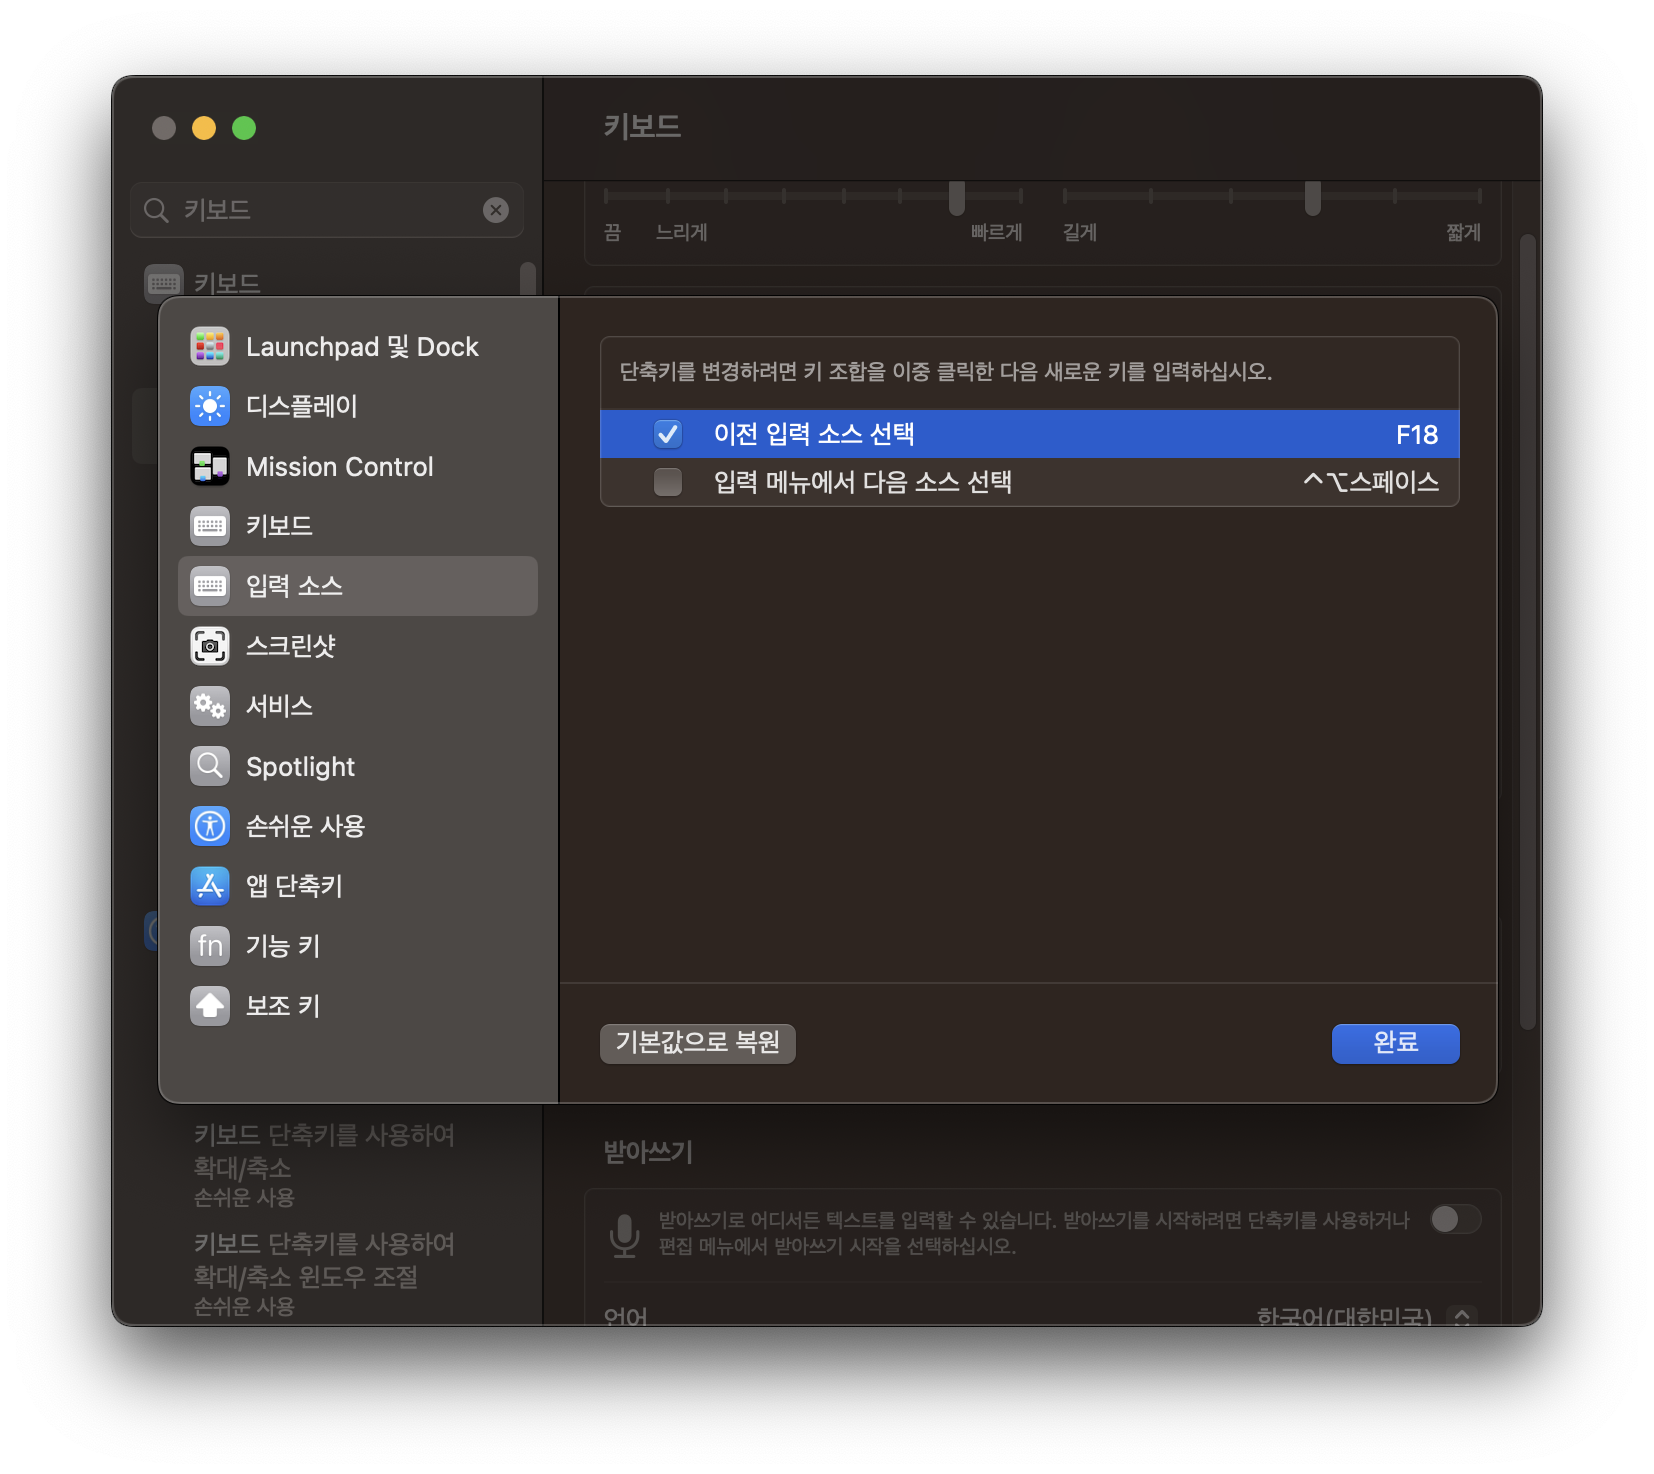 키보드
키보드
키보드
끔
느리게
빠르게
길게
짧게
Launchpad 및 Dock
디스플레이
Mission Control
키보드
입력 소스
스크린샷
서비스
Spotlight
손쉬운 사용
앱 단축키
fn 기능 키
보조 키
단축키를 변경하려면 키 조합을 이중 클릭한 다음 새로운 키를 입력하십시오.
이전 입력 소스 선택 F18
입력 메뉴에서 다음 소스 선택 ^⌥스페이스
기본값으로 복원
완료
키보드 단축키를 사용하여
확대/축소
손쉬운 사용
키보드 단축키를 사용하여
확대/축소 윈도우 조절
손쉬운 사용
받아쓰기
받아쓰기로 어디서든 텍스트를 입력할 수 있습니다. 받아쓰기를 시작하려면 단축키를 사용하거나
편집 메뉴에서 받아쓰기 시작을 선택하십시오.
언어 한국어(대한민국)